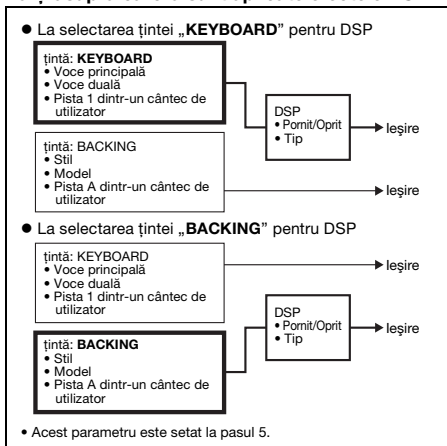 ● La selectarea țintei „KEYBOARD” pentru DSP
țintă: KEYBOARD
• Voce principală
• Voce duală
• Pista 1 dintr-un cântec de
utilizator
DSP
• Pornit/Oprit
• Tip
Ieșire
țintă: BACKING
• Stil
• Model
• Pista A dintr-un cântec de
utilizator
Ieșire
● La selectarea țintei „BACKING” pentru DSP
țintă: KEYBOARD
• Voce principală
• Voce duală
• Pista 1 dintr-un cântec de
utilizator
Ieșire
țintă: BACKING
• Stil
• Model
• Pista A dintr-un cântec de
utilizator
DSP
• Pornit/Oprit
• Tip
Ieșire
• Acest parametru este setat la pasul 5.